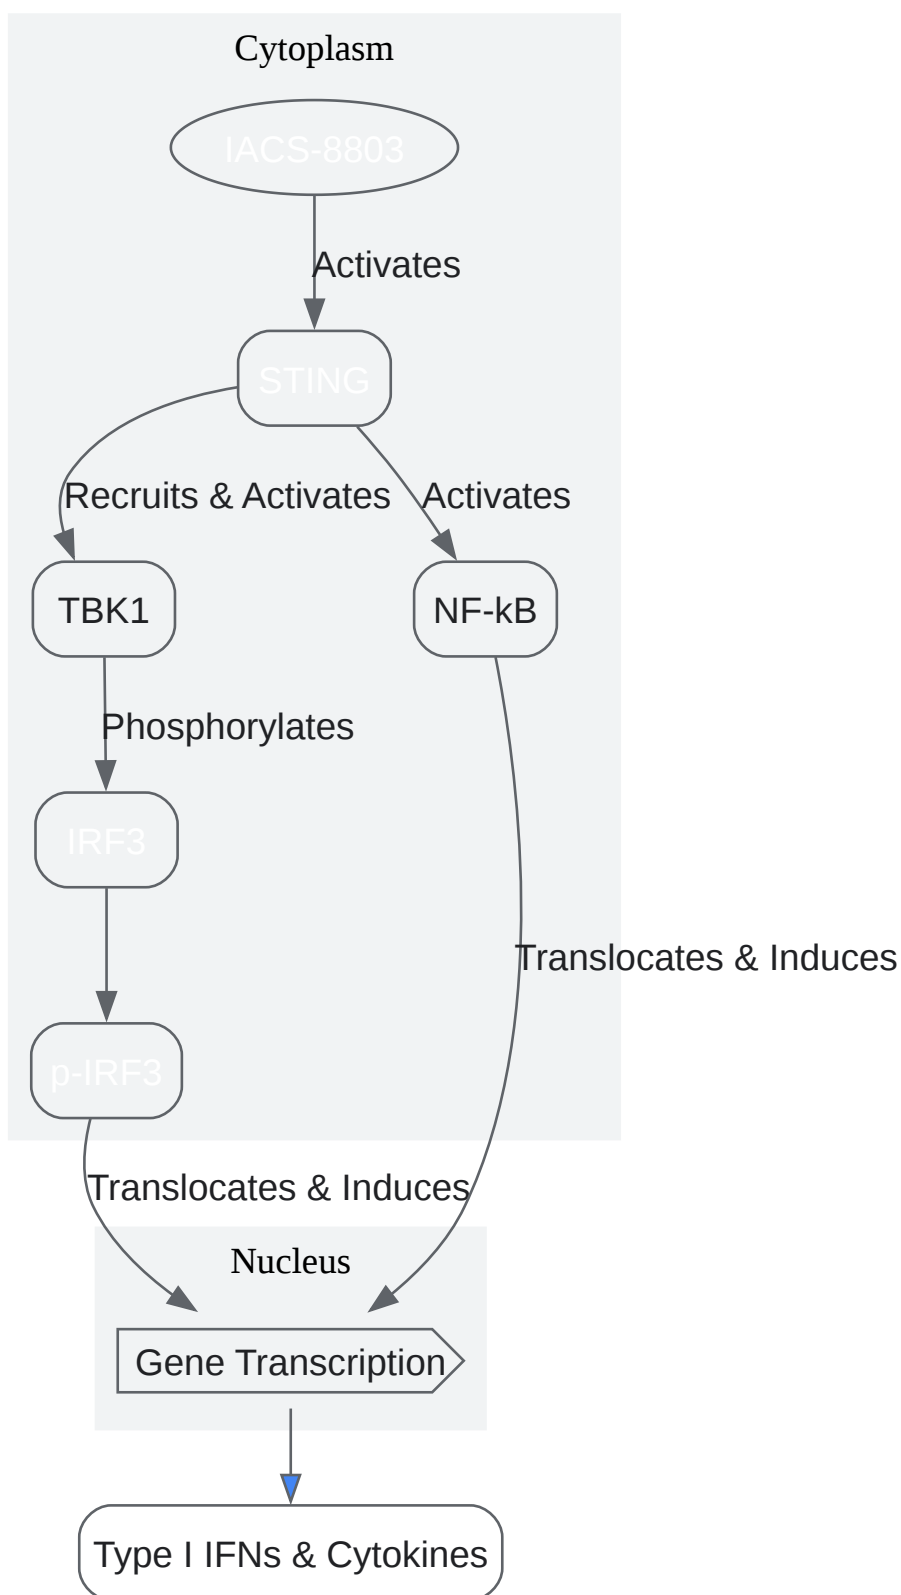 Cytoplasm
IACS-8803
Activates
STING
Recruits & Activates
Activates
TBK1
NF-kB
Phosphorylates
IRF3
Translocates & Induces
p-IRF3
Translocates & Induces
Nucleus
Gene Transcription
Type I IFNs & Cytokines